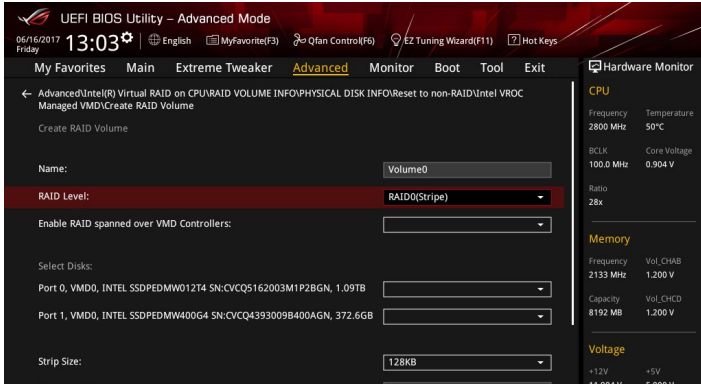 UEFI BIOS Utility – Advanced Mode
06/16/2017
Friday
13:03
English
MyFavorite(F3)
Qfan Control(F6)
EZ Tuning Wizard(F11)
Hot Keys
My Favorites Main Extreme Tweaker Advanced Monitor Boot Tool Exit
Advanced\Intel(R) Virtual RAID on CPU\RAID VOLUME INFO\PHYSICAL DISK INFO\Reset to non-RAID\Intel VROC
Managed VMD\Create RAID Volume
Create RAID Volume
Name: Volume0
RAID Level: RAID0(Stripe)
Enable RAID spanned over VMD Controllers:
Select Disks:
Port 0, VMD0, INTEL SSDPEDMW012T4 SN:CVCQ5162003M1P2BGN, 1.09TB
Port 1, VMD0, INTEL SSDPEDMW400G4 SN:CVCQ4393009B400AGN, 372.6GB
Strip Size: 128KB
Hardware Monitor
CPU
Frequency Temperature
2800 MHz 50°C
BCLK Core Voltage
100.0 MHz 0.904 V
Ratio
28x
Memory
Frequency Vol_CHAB
2133 MHz 1.200 V
Capacity Vol_CHCD
8192 MB 1.200 V
Voltage
+12V +5V